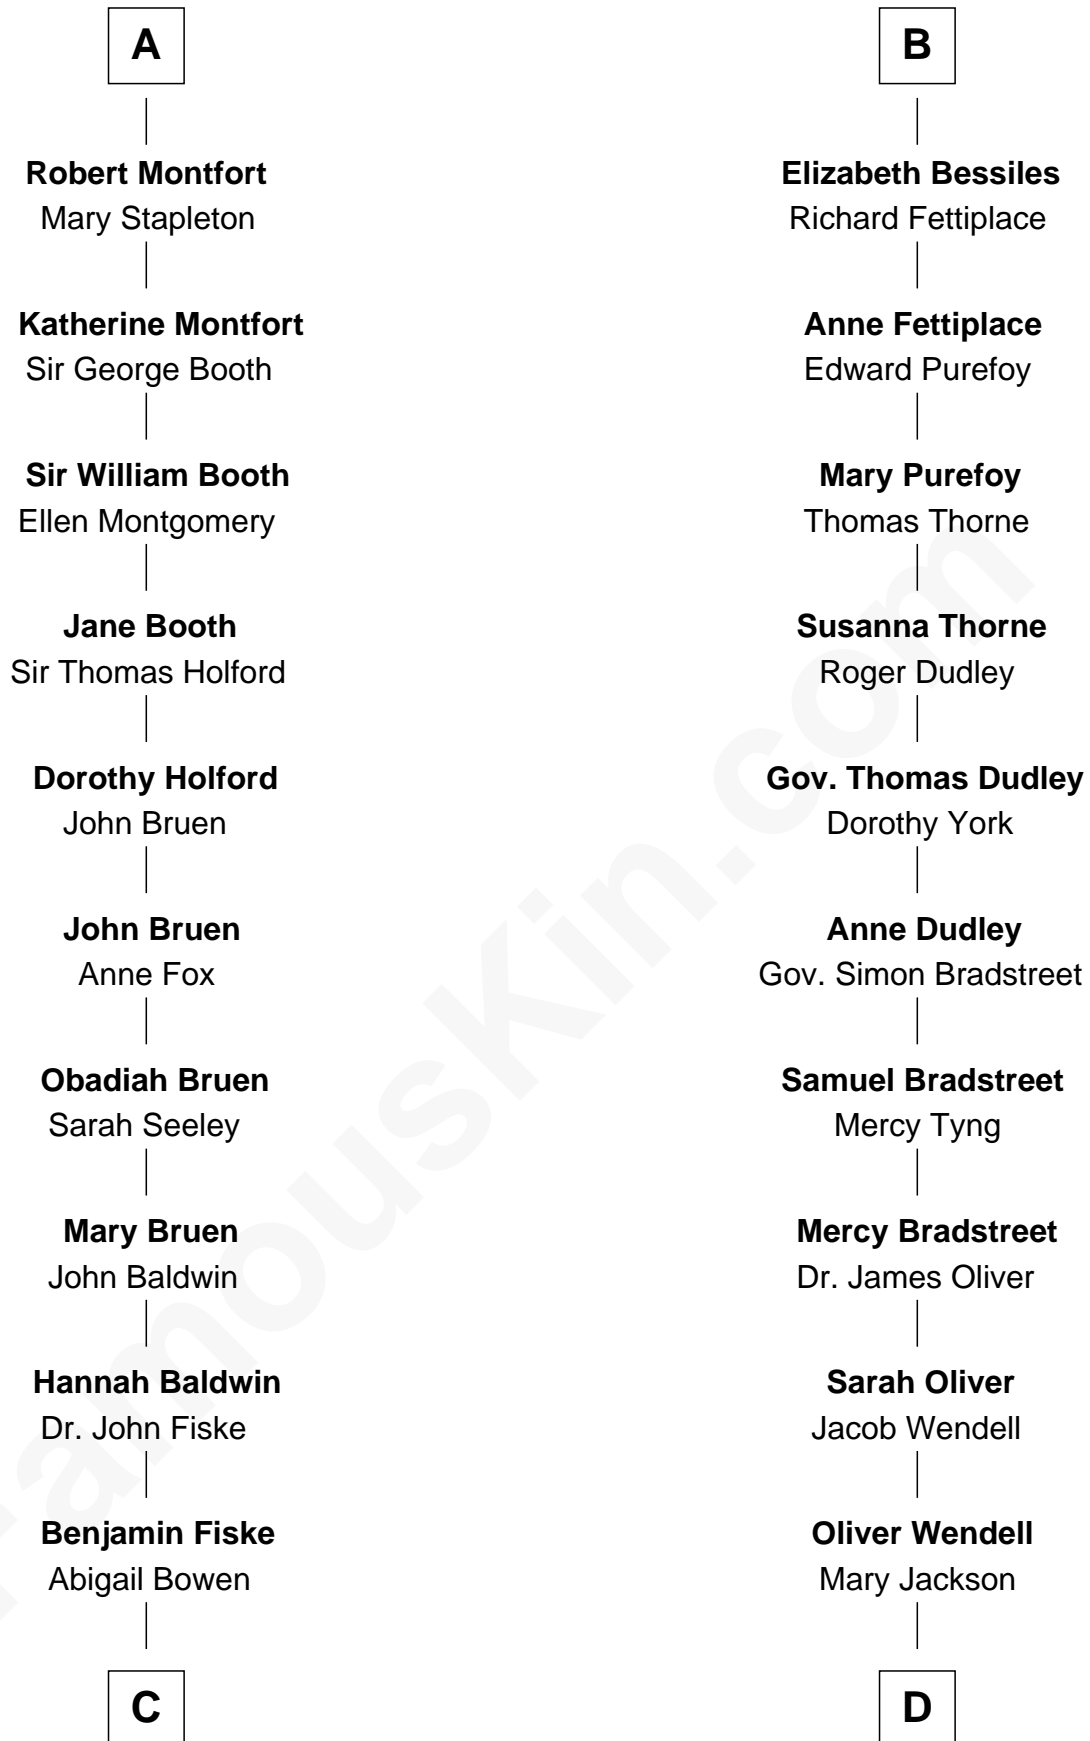 A
Robert Montfort
Mary Stapleton
Katherine Montfort
Sir George Booth
Sir William Booth
Ellen Montgomery
Jane Booth
Sir Thomas Holford
Dorothy Holford
John Bruen
John Bruen
Anne Fox
Obadiah Bruen
Sarah Seeley
Mary Bruen
John Baldwin
Hannah Baldwin
Dr. John Fiske
Benjamin Fiske
Abigail Bowen
C
B
Elizabeth Bessiles
Richard Fettiplace
Anne Fettiplace
Edward Purefoy
Mary Purefoy
Thomas Thorne
Susanna Thorne
Roger Dudley
Gov. Thomas Dudley
Dorothy York
Anne Dudley
Gov. Simon Bradstreet
Samuel Bradstreet
Mercy Tyng
Mercy Bradstreet
Dr. James Oliver
Sarah Oliver
Jacob Wendell
Oliver Wendell
Mary Jackson
D
FamousKin.com